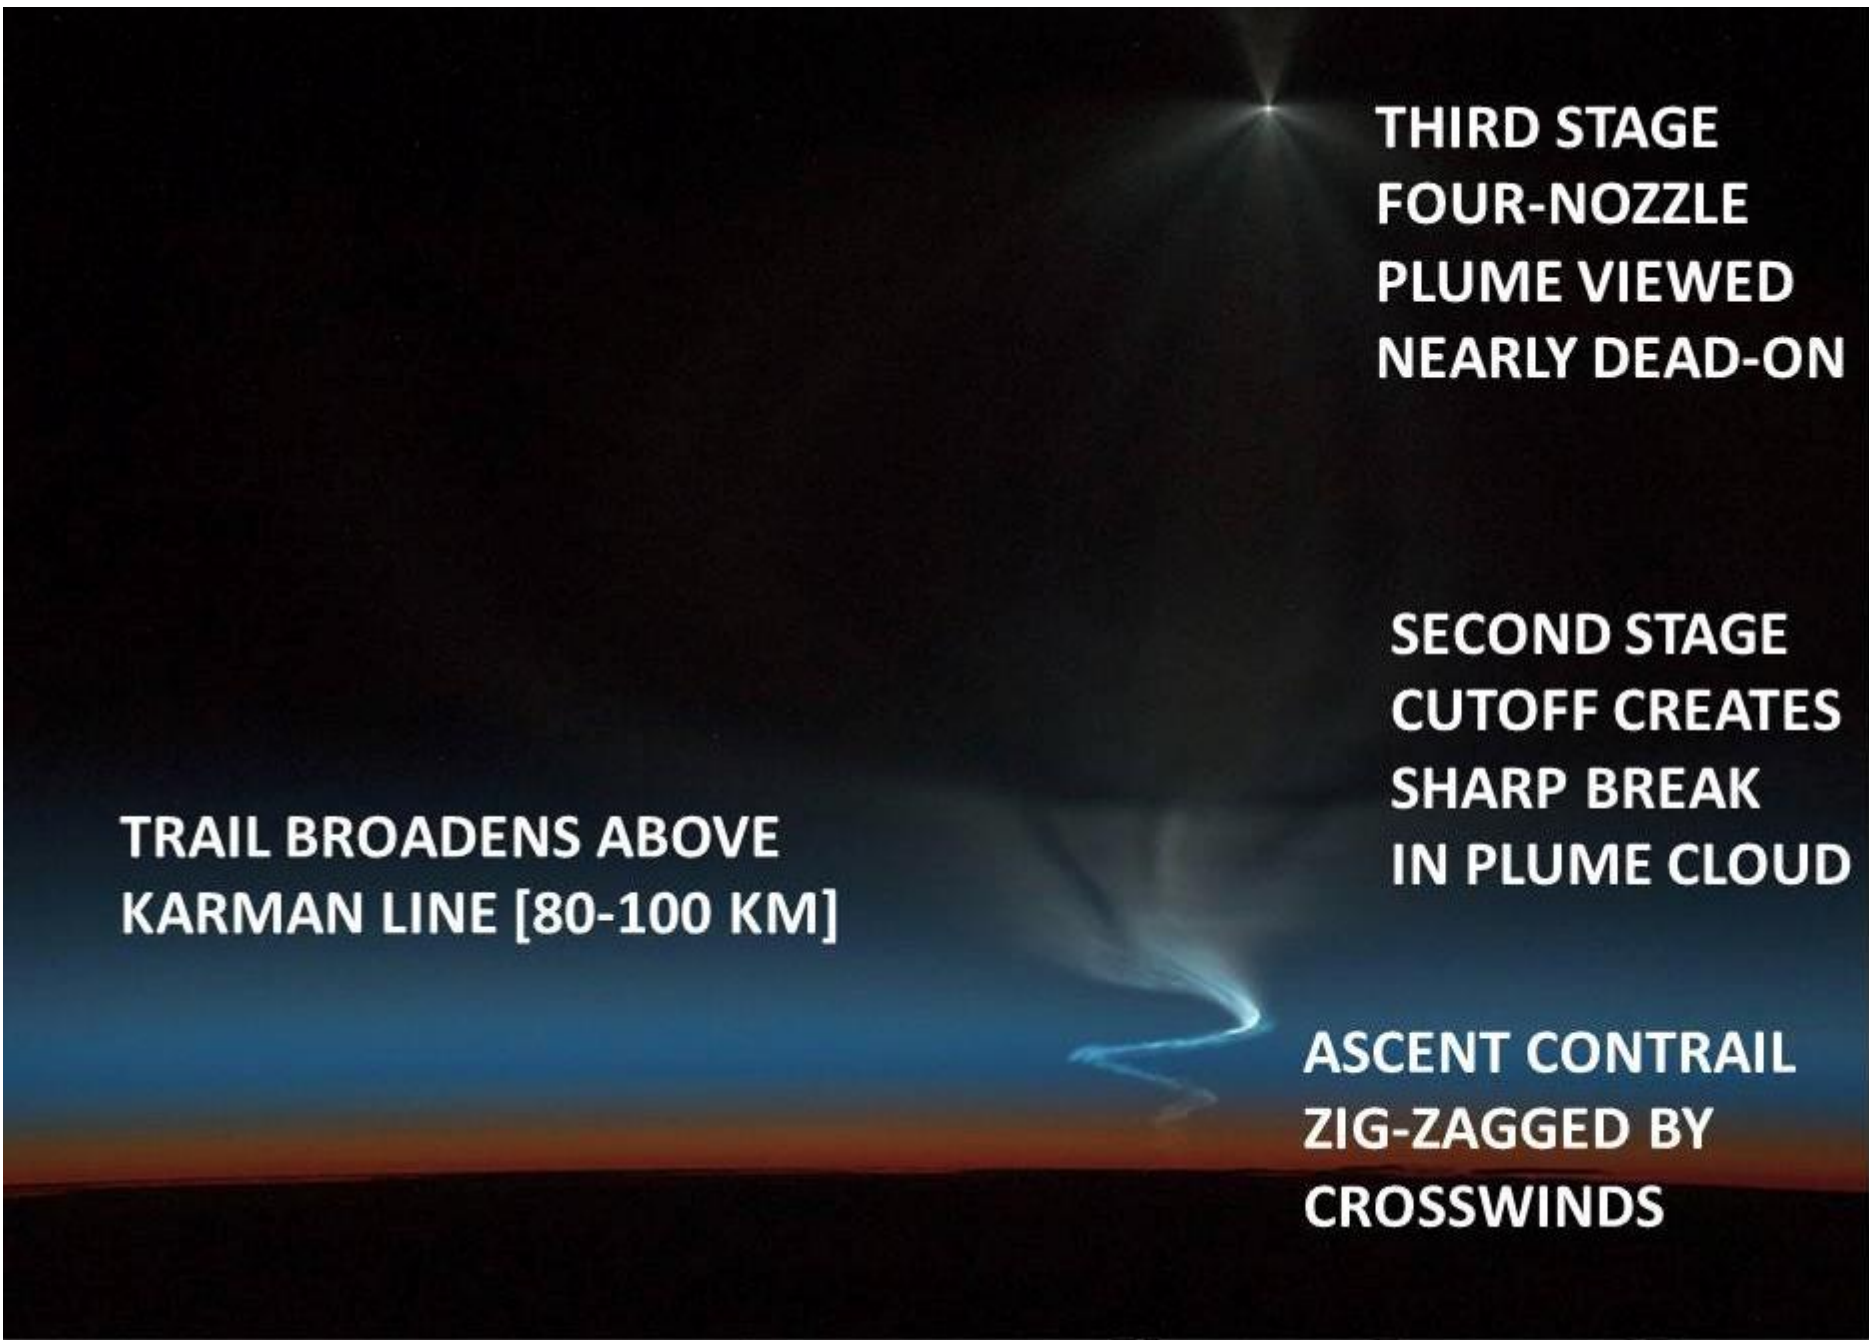 THIRD STAGE
FOUR-NOZZLE
PLUME VIEWED
NEARLY DEAD-ON
SECOND STAGE
CUTOFF CREATES
SHARP BREAK
IN PLUME CLOUD
TRAIL BROADENS ABOVE
KARMAN LINE [80-100 KM]
ASCENT CONTRAIL
ZIG-ZAGGED BY
CROSSWINDS